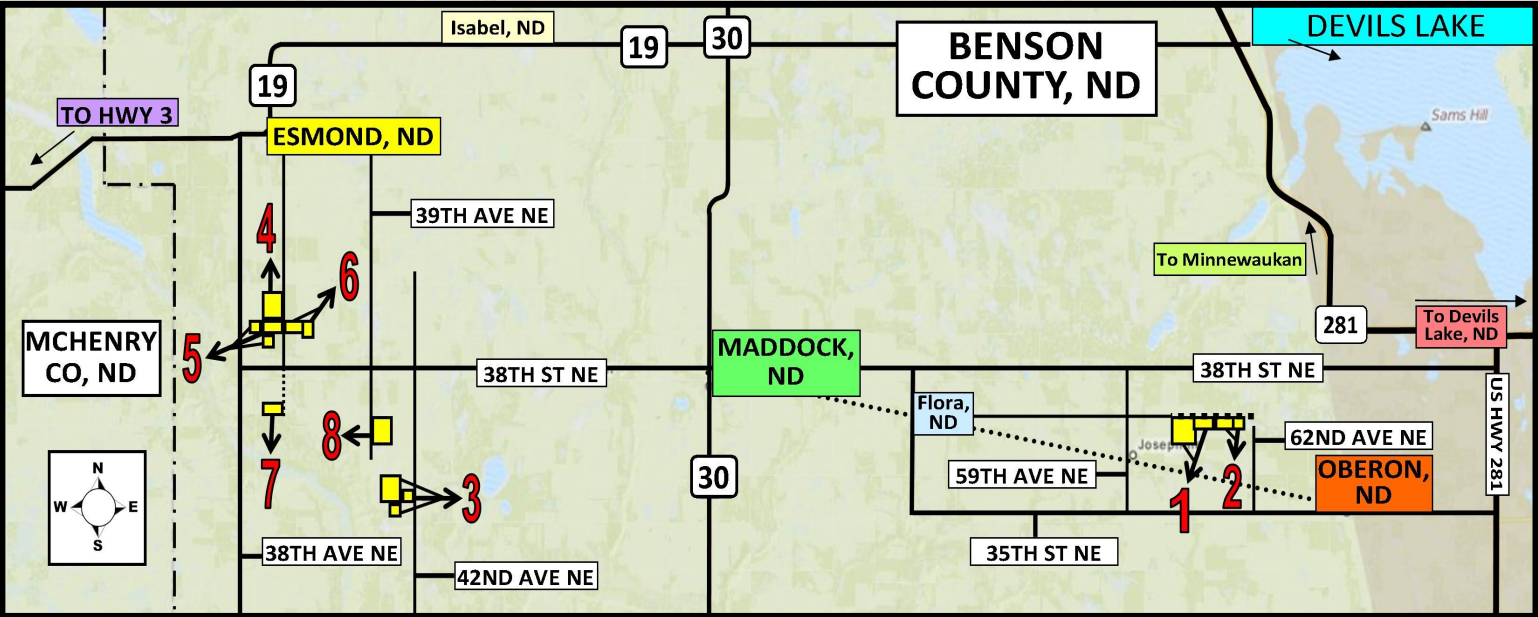 Isabel, ND
19
30
DEVILS LAKE
BENSON
COUNTY, ND
19
TO HWY 3
ESMOND, ND
Sams Hill
39TH AVE NE
4
6
To Minnewaukan
281
To Devils
Lake, ND
MCHENRY
CO, ND
5
38TH ST NE
MADDOCK,
ND
38TH ST NE
US HWY 281
Flora,
ND
8
62ND AVE NE
7
30
59TH AVE NE
OBERON,
ND
N
W
E
S
3
1
2
38TH AVE NE
35TH ST NE
42ND AVE NE